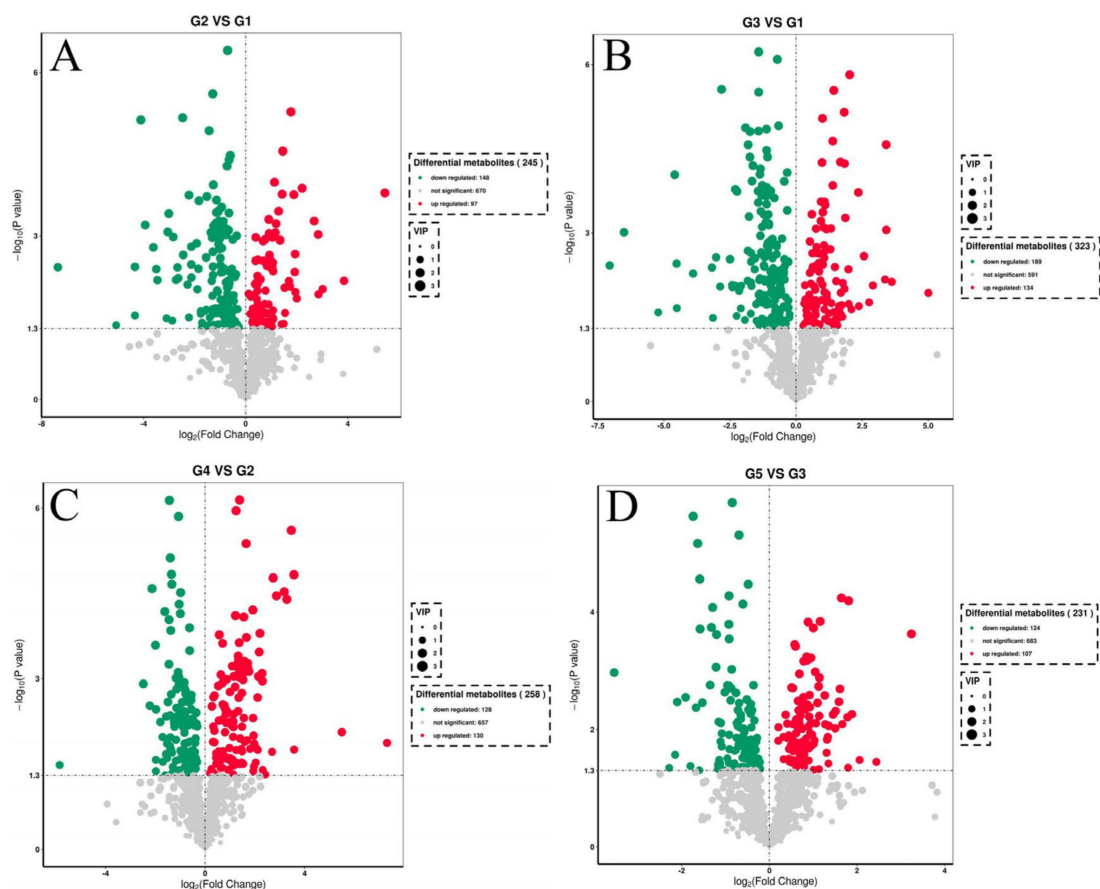 G2 VS G1
A
6
3
1.3
0
−log10(P value)
-8
-4
0
4
log2(Fold Change)
Differential metabolites ( 245 )
down regulated: 148
not significant: 670
up regulated: 97
VIP
0
1
2
3
G3 VS G1
B
6
3
1.3
0
−log10(P value)
-7.5
-5.0
-2.5
0
2.5
5.0
log2(Fold Change)
VIP
0
1
2
3
Differential metabolites ( 323 )
down regulated: 189
not significant: 591
up regulated: 134
G4 VS G2
C
6
3
1.3
0
−log10(P value)
-4
0
4
log2(Fold Change)
VIP
0
1
2
3
Differential metabolites ( 258 )
down regulated: 128
not significant: 657
up regulated: 130
G5 VS G3
D
4
2
1.3
0
−log10(P value)
-2
0
2
4
log2(Fold Change)
Differential metabolites ( 231 )
down regulated: 124
not significant: 683
up regulated: 107
VIP
0
1
2
3